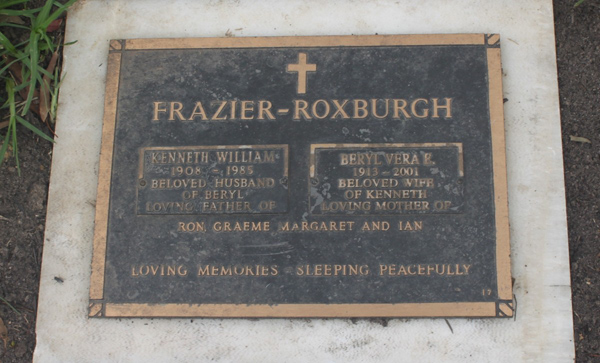 FRAZIER-ROXBURGH
KENNETH WILLIAM
1908 - 1985
BELOVED HUSBAND
OF BERYL
LOVING FATHER OF
BERYL VERA E.
1913 - 2001
BELOVED WIFE
OF KENNETH
LOVING MOTHER OF
RON, GRAEME MARGARET AND IAN
LOVING MEMORIES SLEEPING PEACEFULLY